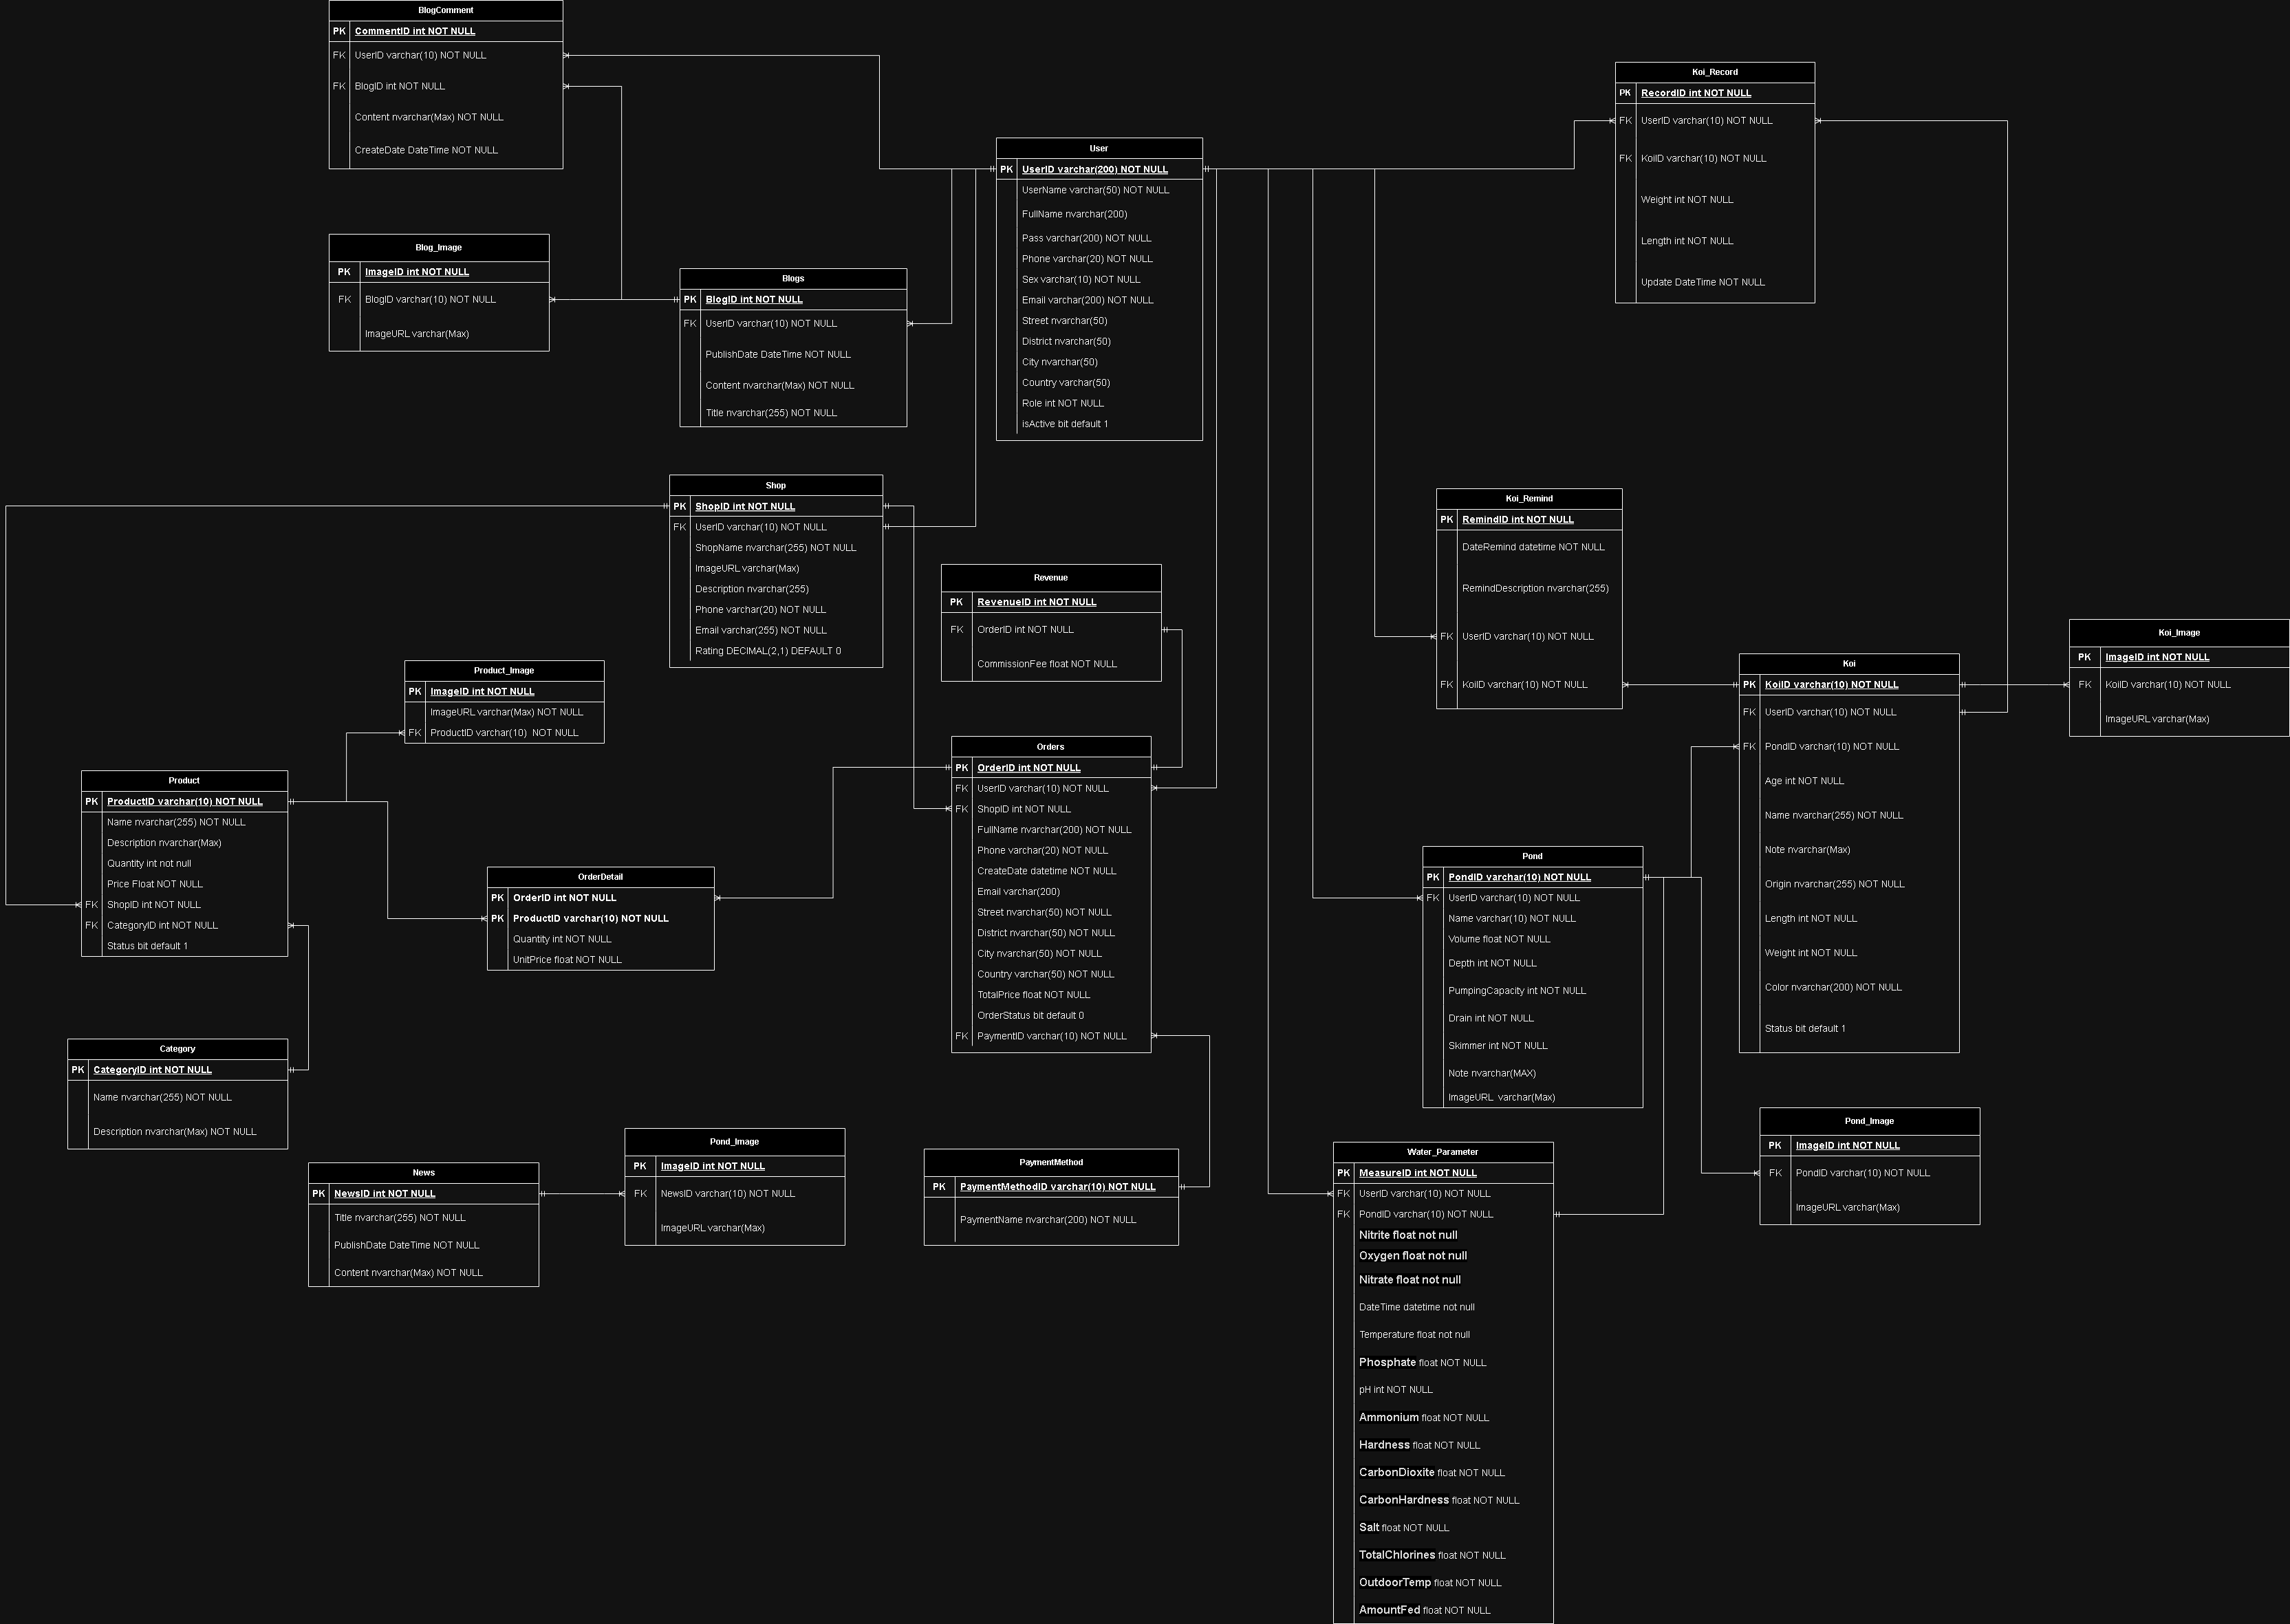 BlogComment
PK CommentID int NOT NULL
FK UserID varchar(10) NOT NULL
FK BlogID int NOT NULL
Content nvarchar(Max) NOT NULL
CreateDate DateTime NOT NULL
Koi_Record
PK RecordID int NOT NULL
FK UserID varchar(10) NOT NULL
FK KoiID varchar(10) NOT NULL
Weight int NOT NULL
Length int NOT NULL
Update DateTime NOT NULL
User
PK UserID varchar(200) NOT NULL
UserName varchar(50) NOT NULL
FullName nvarchar(200)
Pass varchar(200) NOT NULL
Phone varchar(20) NOT NULL
Sex varchar(10) NOT NULL
Email varchar(200) NOT NULL
Street nvarchar(50)
District nvarchar(50)
City nvarchar(50)
Country varchar(50)
Role int NOT NULL
isActive bit default 1
Blog_Image
PK ImageID int NOT NULL
FK BlogID varchar(10) NOT NULL
ImageURL varchar(Max)
Blogs
PK BlogID int NOT NULL
FK UserID varchar(10) NOT NULL
PublishDate DateTime NOT NULL
Content nvarchar(Max) NOT NULL
Title nvarchar(255) NOT NULL
Shop
PK ShopID int NOT NULL
FK UserID varchar(10) NOT NULL
ShopName nvarchar(255) NOT NULL
ImageURL varchar(Max)
Description nvarchar(255)
Phone varchar(20) NOT NULL
Email varchar(255) NOT NULL
Rating DECIMAL(2,1) DEFAULT 0
Koi_Remind
PK RemindID int NOT NULL
DateRemind datetime NOT NULL
RemindDescription nvarchar(255)
FK UserID varchar(10) NOT NULL
FK KoiID varchar(10) NOT NULL
Revenue
PK RevenueID int NOT NULL
FK OrderID int NOT NULL
CommissionFee float NOT NULL
Koi_Image
PK ImageID int NOT NULL
FK KoiID varchar(10) NOT NULL
ImageURL varchar(Max)
Koi
PK KoiID varchar(10) NOT NULL
FK UserID varchar(10) NOT NULL
FK PondID varchar(10) NOT NULL
Age int NOT NULL
Name nvarchar(255) NOT NULL
Note nvarchar(Max)
Origin nvarchar(255) NOT NULL
Length int NOT NULL
Weight int NOT NULL
Color nvarchar(200) NOT NULL
Status bit default 1
Product_Image
PK ImageID int NOT NULL
ImageURL varchar(Max) NOT NULL
FK ProductID varchar(10) NOT NULL
Orders
PK OrderID int NOT NULL
FK UserID varchar(10) NOT NULL
FK ShopID int NOT NULL
FullName nvarchar(200) NOT NULL
Phone varchar(20) NOT NULL
CreateDate datetime NOT NULL
Email varchar(200)
Street nvarchar(50) NOT NULL
District nvarchar(50) NOT NULL
City nvarchar(50) NOT NULL
Country varchar(50) NOT NULL
TotalPrice float NOT NULL
OrderStatus bit default 0
FK PaymentID varchar(10) NOT NULL
Product
PK ProductID varchar(10) NOT NULL
Name nvarchar(255) NOT NULL
Description nvarchar(Max)
Quantity int not null
Price Float NOT NULL
FK ShopID int NOT NULL
FK CategoryID int NOT NULL
Status bit default 1
OrderDetail
PK OrderID int NOT NULL
PK ProductID varchar(10) NOT NULL
Quantity int NOT NULL
UnitPrice float NOT NULL
Pond
PK PondID varchar(10) NOT NULL
FK UserID varchar(10) NOT NULL
Name varchar(10) NOT NULL
Volume float NOT NULL
Depth int NOT NULL
PumpingCapacity int NOT NULL
Drain int NOT NULL
Skimmer int NOT NULL
Note nvarchar(MAX)
ImageURL varchar(Max)
Category
PK CategoryID int NOT NULL
Name nvarchar(255) NOT NULL
Description nvarchar(Max) NOT NULL
Pond_Image
PK ImageID int NOT NULL
FK PondID varchar(10) NOT NULL
ImageURL varchar(Max)
Pond_Image
PK ImageID int NOT NULL
FK NewsID varchar(10) NOT NULL
ImageURL varchar(Max)
News
PK NewsID int NOT NULL
Title nvarchar(255) NOT NULL
PublishDate DateTime NOT NULL
Content nvarchar(Max) NOT NULL
PaymentMethod
PK PaymentMethodID varchar(10) NOT NULL
PaymentName nvarchar(200) NOT NULL
Water_Parameter
PK MeasureID int NOT NULL
FK UserID varchar(10) NOT NULL
FK PondID varchar(10) NOT NULL
Nitrite float not null
Oxygen float not null
Nitrate float not null
DateTime datetime not null
Temperature float not null
Phosphate float NOT NULL
pH int NOT NULL
Ammonium float NOT NULL
Hardness float NOT NULL
CarbonDioxite float NOT NULL
CarbonHardness float NOT NULL
Salt float NOT NULL
TotalChlorines float NOT NULL
OutdoorTemp float NOT NULL
AmountFed float NOT NULL